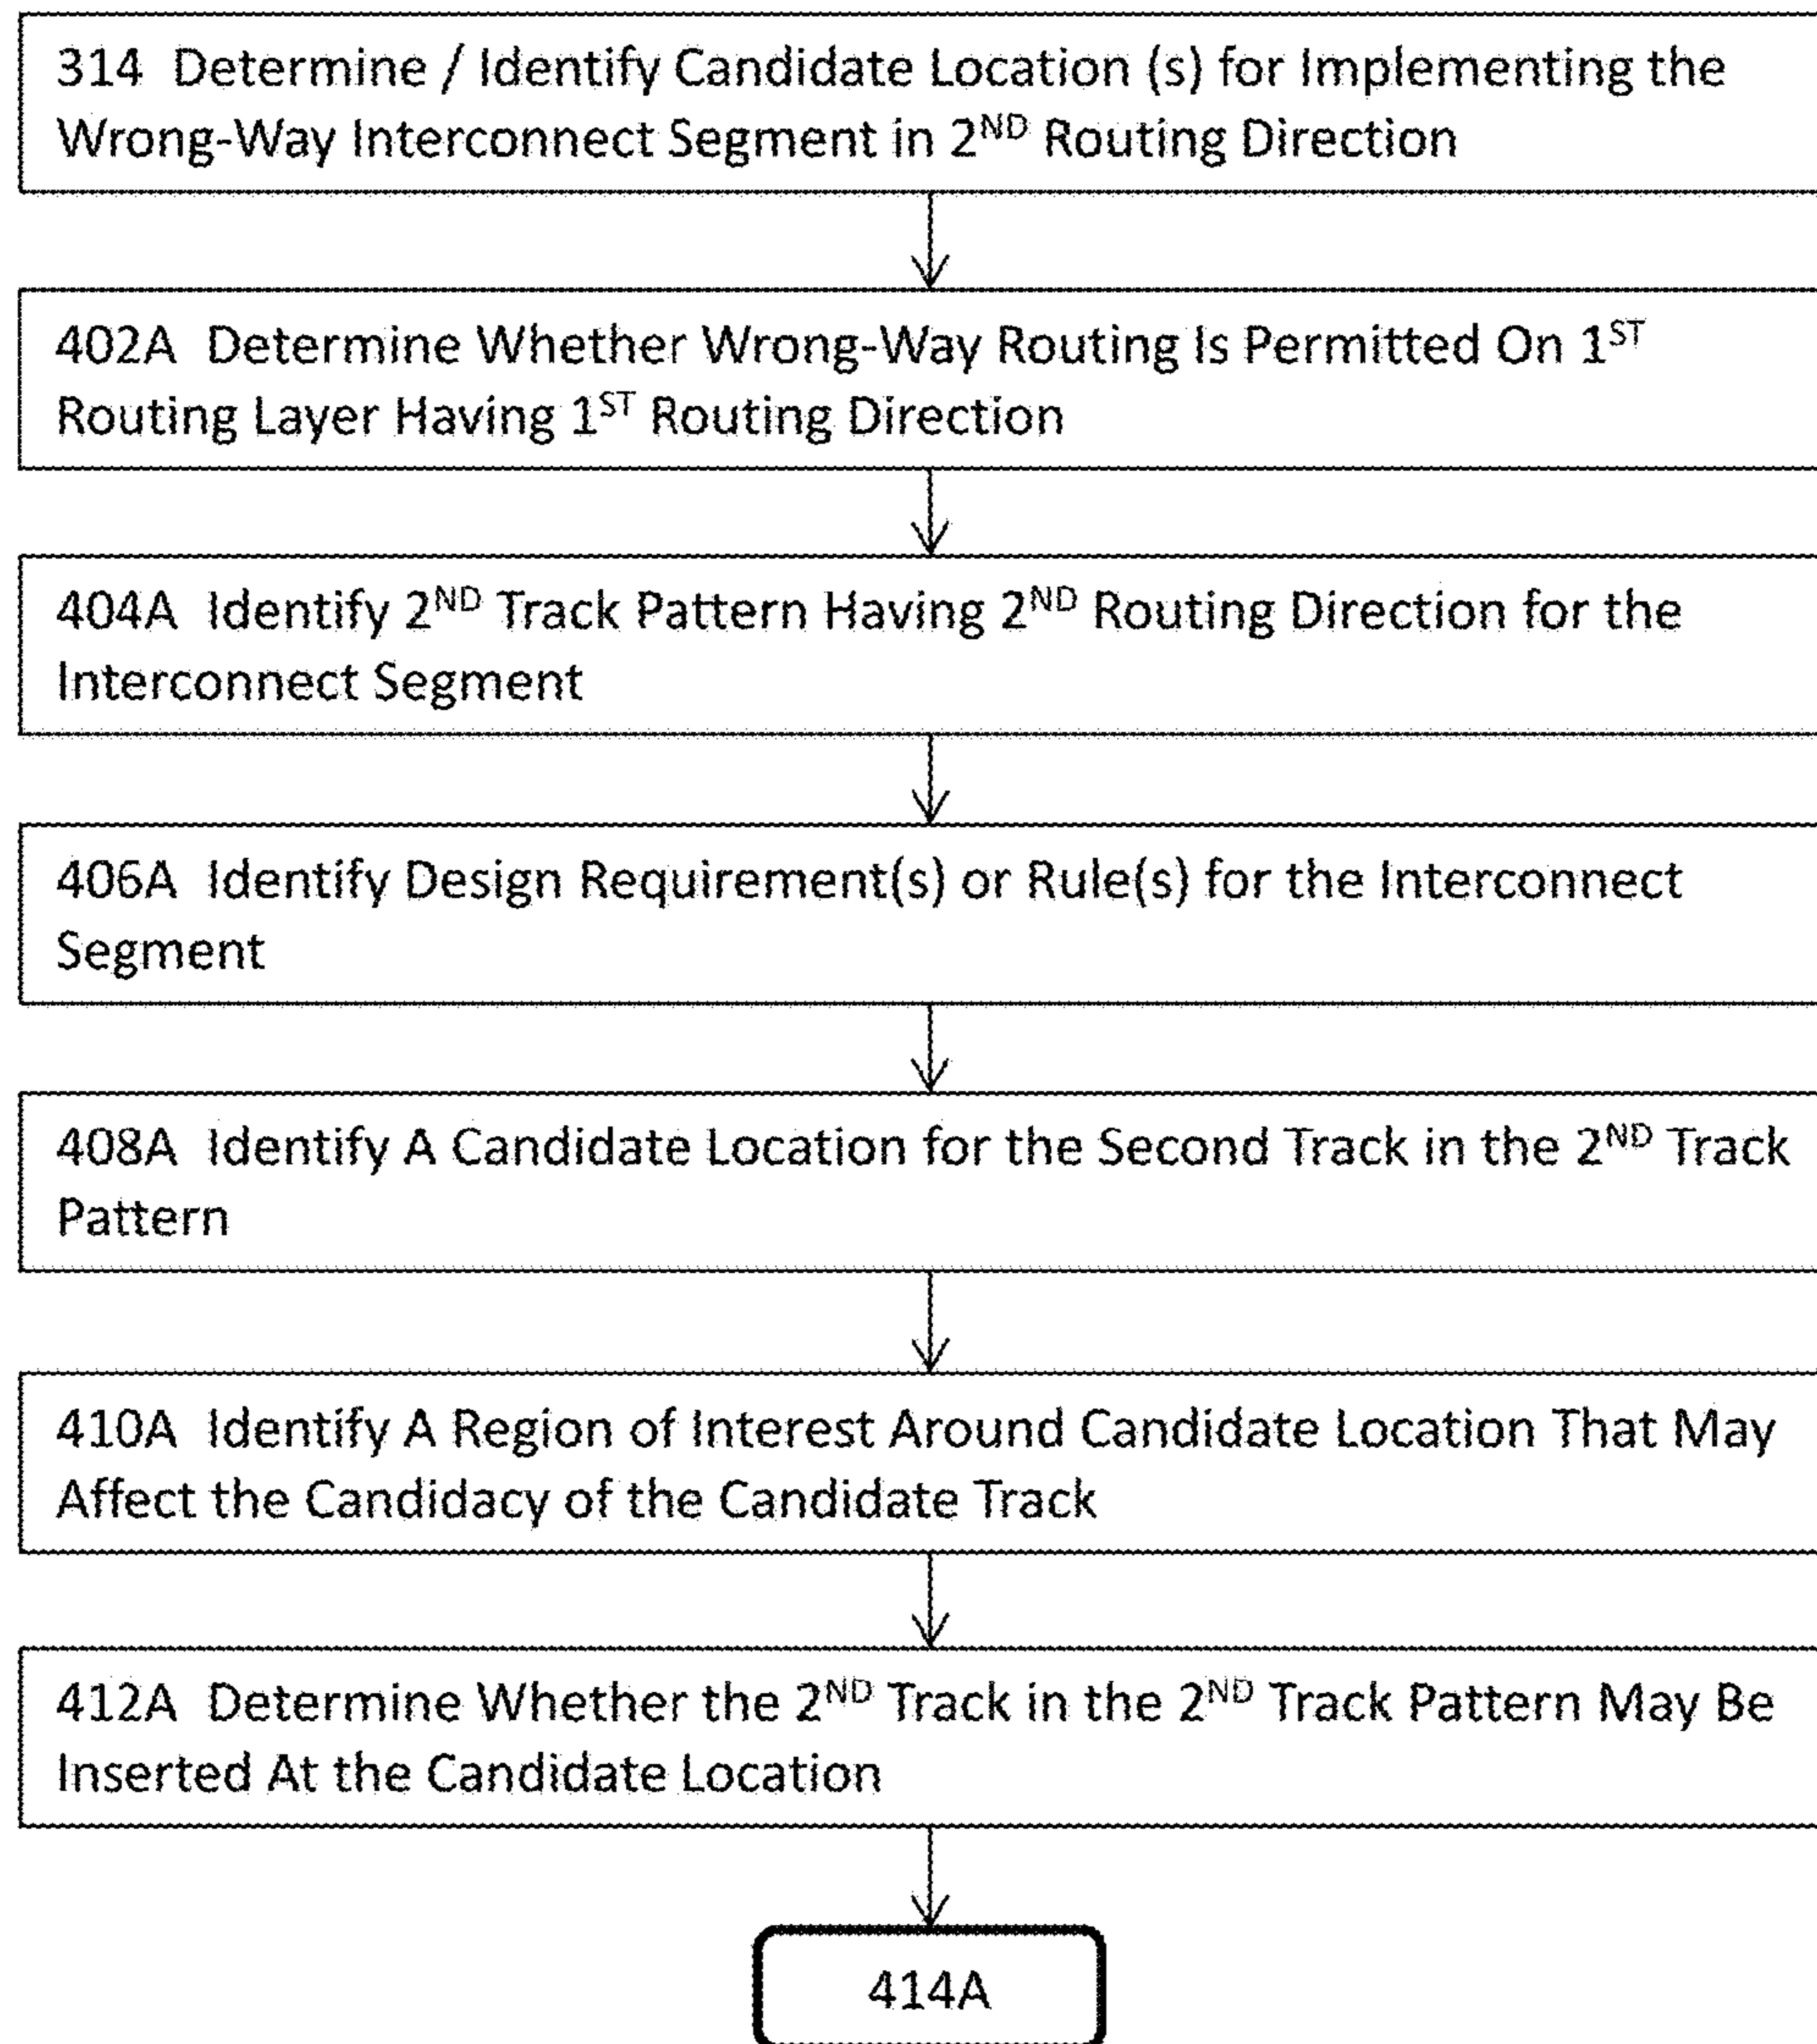 314 Determine / Identify Candidate Location (s) for Implementing the
Wrong-Way Interconnect Segment in 2ND Routing Direction
402A Determine Whether Wrong-Way Routing Is Permitted On 1ST
Routing Layer Having 1ST Routing Direction
404A Identify 2ND Track Pattern Having 2ND Routing Direction for the
Interconnect Segment
406A Identify Design Requirement(s) or Rule(s) for the Interconnect
Segment
408A Identify A Candidate Location for the Second Track in the 2ND Track
Pattern
410A Identify A Region of Interest Around Candidate Location That May
Affect the Candidacy of the Candidate Track
412A Determine Whether the 2ND Track in the 2ND Track Pattern May Be
Inserted At the Candidate Location
414A